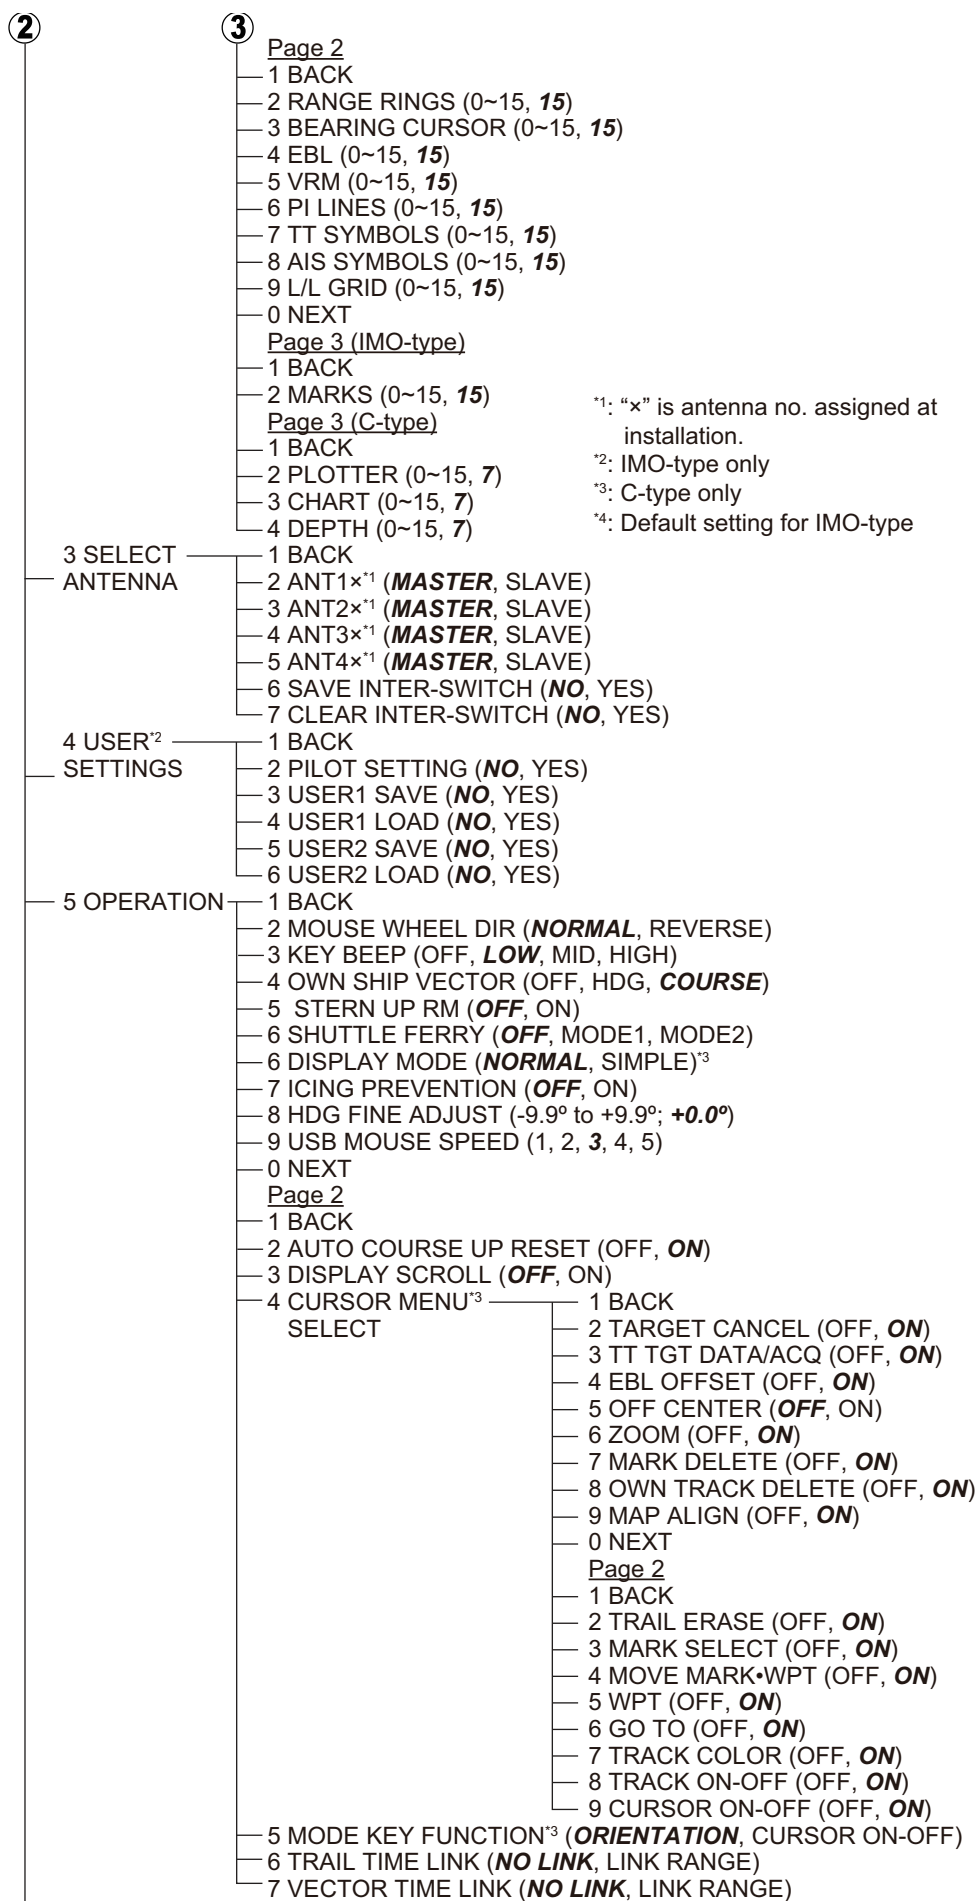 2 3
Page 2
1 BACK
2 RANGE RINGS (0~15, 15)
3 BEARING CURSOR (0~15, 15)
4 EBL (0~15, 15)
5 VRM (0~15, 15)
6 PI LINES (0~15, 15)
7 TT SYMBOLS (0~15, 15)
8 AIS SYMBOLS (0~15, 15)
9 L/L GRID (0~15, 15)
0 NEXT
Page 3 (IMO-type)
1 BACK
2 MARKS (0~15, 15)
Page 3 (C-type)
1 BACK
2 PLOTTER (0~15, 7)
3 CHART (0~15, 7)
4 DEPTH (0~15, 7)
*1: “×” is antenna no. assigned at
installation.
*2: IMO-type only
*3: C-type only
*4: Default setting for IMO-type
3 SELECT
ANTENNA
1 BACK
2 ANT1×*1 (MASTER, SLAVE)
3 ANT2×*1 (MASTER, SLAVE)
4 ANT3×*1 (MASTER, SLAVE)
5 ANT4×*1 (MASTER, SLAVE)
6 SAVE INTER-SWITCH (NO, YES)
7 CLEAR INTER-SWITCH (NO, YES)
4 USER*2
SETTINGS
1 BACK
2 PILOT SETTING (NO, YES)
3 USER1 SAVE (NO, YES)
4 USER1 LOAD (NO, YES)
5 USER2 SAVE (NO, YES)
6 USER2 LOAD (NO, YES)
5 OPERATION
1 BACK
2 MOUSE WHEEL DIR (NORMAL, REVERSE)
3 KEY BEEP (OFF, LOW, MID, HIGH)
4 OWN SHIP VECTOR (OFF, HDG, COURSE)
5 STERN UP RM (OFF, ON)
6 SHUTTLE FERRY (OFF, MODE1, MODE2)
6 DISPLAY MODE (NORMAL, SIMPLE)*3
7 ICING PREVENTION (OFF, ON)
8 HDG FINE ADJUST (-9.9º to +9.9º; +0.0º)
9 USB MOUSE SPEED (1, 2, 3, 4, 5)
0 NEXT
Page 2
1 BACK
2 AUTO COURSE UP RESET (OFF, ON)
3 DISPLAY SCROLL (OFF, ON)
4 CURSOR MENU*3
SELECT
1 BACK
2 TARGET CANCEL (OFF, ON)
3 TT TGT DATA/ACQ (OFF, ON)
4 EBL OFFSET (OFF, ON)
5 OFF CENTER (OFF, ON)
6 ZOOM (OFF, ON)
7 MARK DELETE (OFF, ON)
8 OWN TRACK DELETE (OFF, ON)
9 MAP ALIGN (OFF, ON)
0 NEXT
Page 2
1 BACK
2 TRAIL ERASE (OFF, ON)
3 MARK SELECT (OFF, ON)
4 MOVE MARK•WPT (OFF, ON)
5 WPT (OFF, ON)
6 GO TO (OFF, ON)
7 TRACK COLOR (OFF, ON)
8 TRACK ON-OFF (OFF, ON)
9 CURSOR ON-OFF (OFF, ON)
5 MODE KEY FUNCTION*3 (ORIENTATION, CURSOR ON-OFF)
6 TRAIL TIME LINK (NO LINK, LINK RANGE)
7 VECTOR TIME LINK (NO LINK, LINK RANGE)